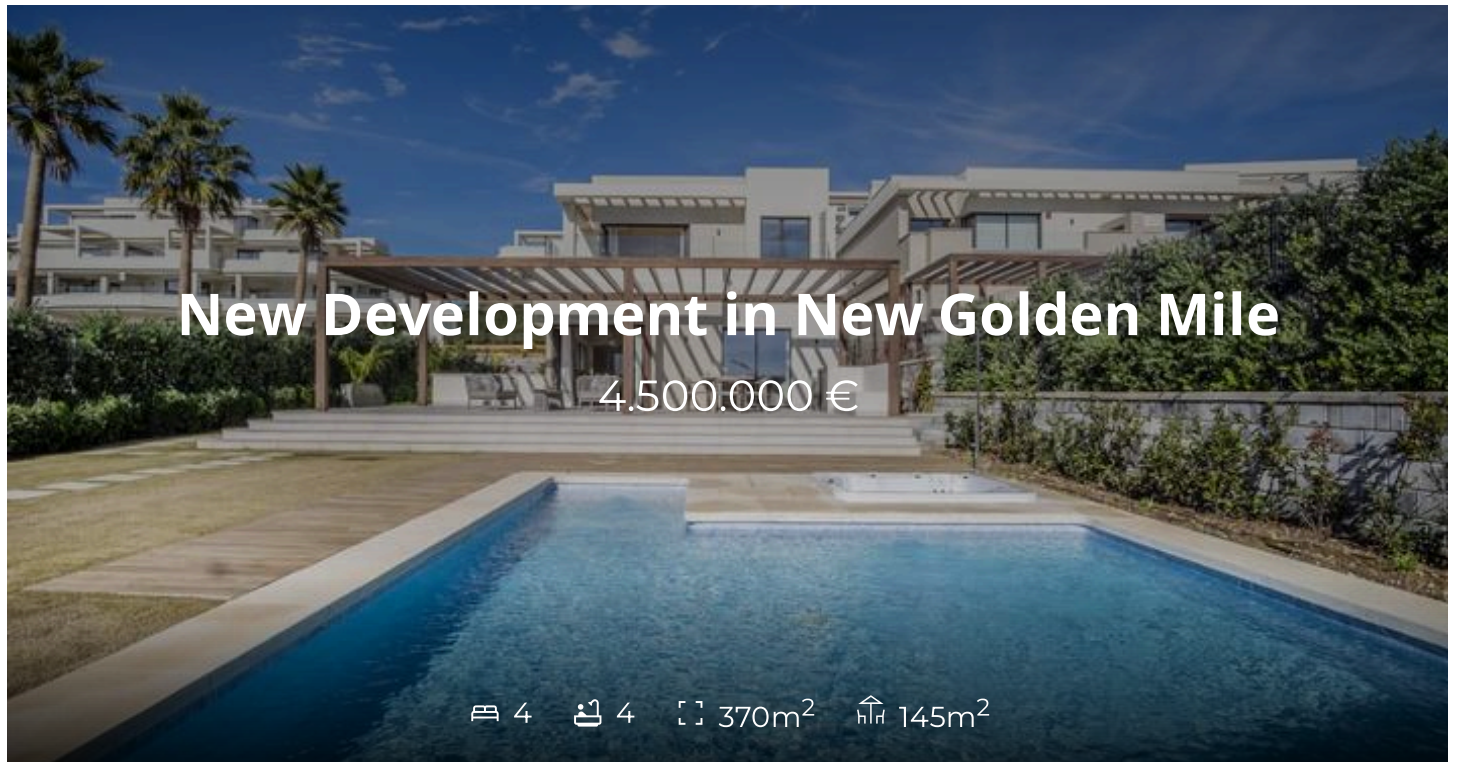 New Development in New Golden Mile
4.500.000 €
4 4 370m² 145m²